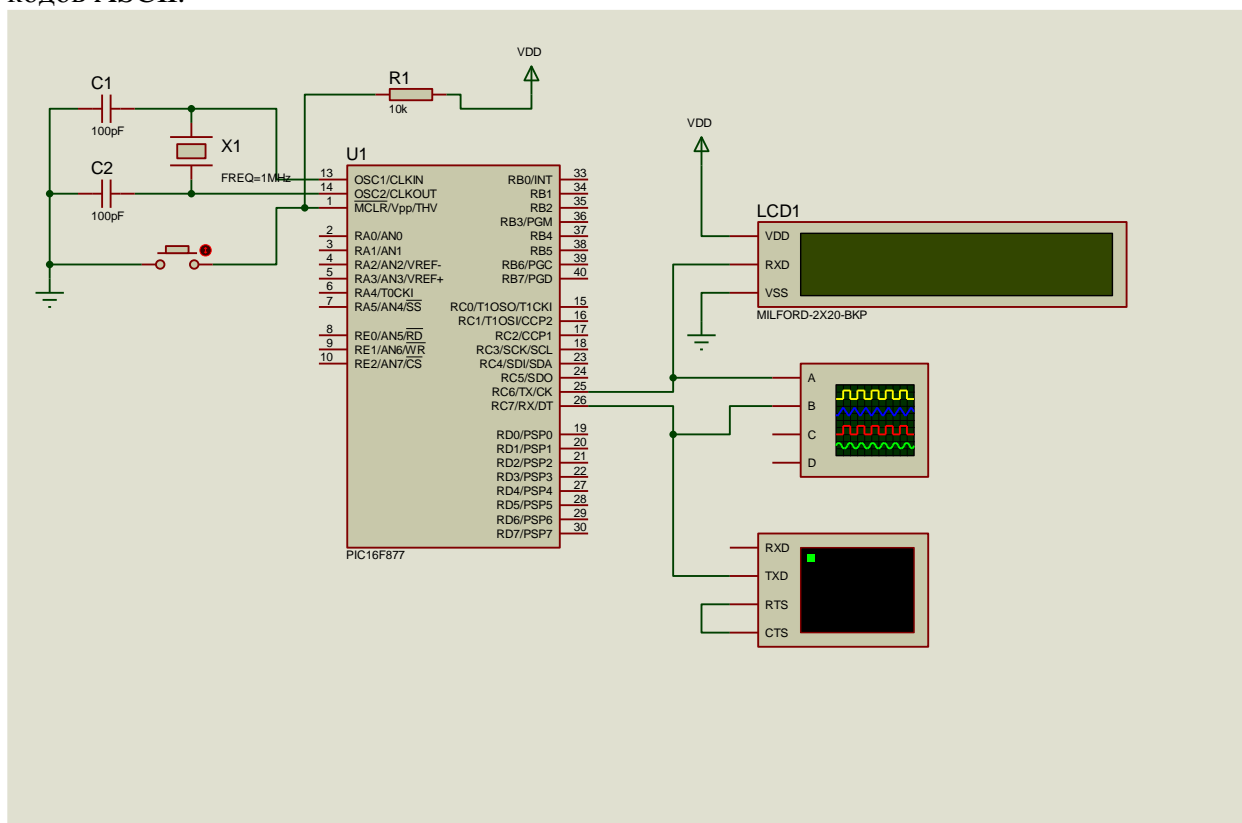 кодов ASCII.
VDD
C1
R1
100pF
10k
X1
VDD
C2
FREQ=1MHz
100pF
U1
13 OSC1/CLKIN RB0/INT 33
14 OSC2/CLKOUT RB1 34
1 MCLR/Vpp/THV RB2 35
RB3/PGM 36
2 RA0/AN0 RB4 37
3 RA1/AN1 RB5 38
4 RA2/AN2/VREF- RB6/PGC 39
5 RA3/AN3/VREF+ RB7/PGD 40
6 RA4/T0CKI
7 RA5/AN4/SS RC0/T1OSO/T1CKI 15
RC1/T1OSI/CCP2 16
8 RE0/AN5/RD RC2/CCP1 17
9 RE1/AN6/WR RC3/SCK/SCL 18
10 RE2/AN7/CS RC4/SDI/SDA 23
RC5/SDO 24
RC6/TX/CK 25
RC7/RX/DT 26
RD0/PSP0 19
RD1/PSP1 20
RD2/PSP2 21
RD3/PSP3 22
RD4/PSP4 27
RD5/PSP5 28
RD6/PSP6 29
RD7/PSP7 30
PIC16F877
LCD1
VDD
RXD
VSS
MILFORD-2X20-BKP
A
B
C
D
RXD
TXD
RTS
CTS